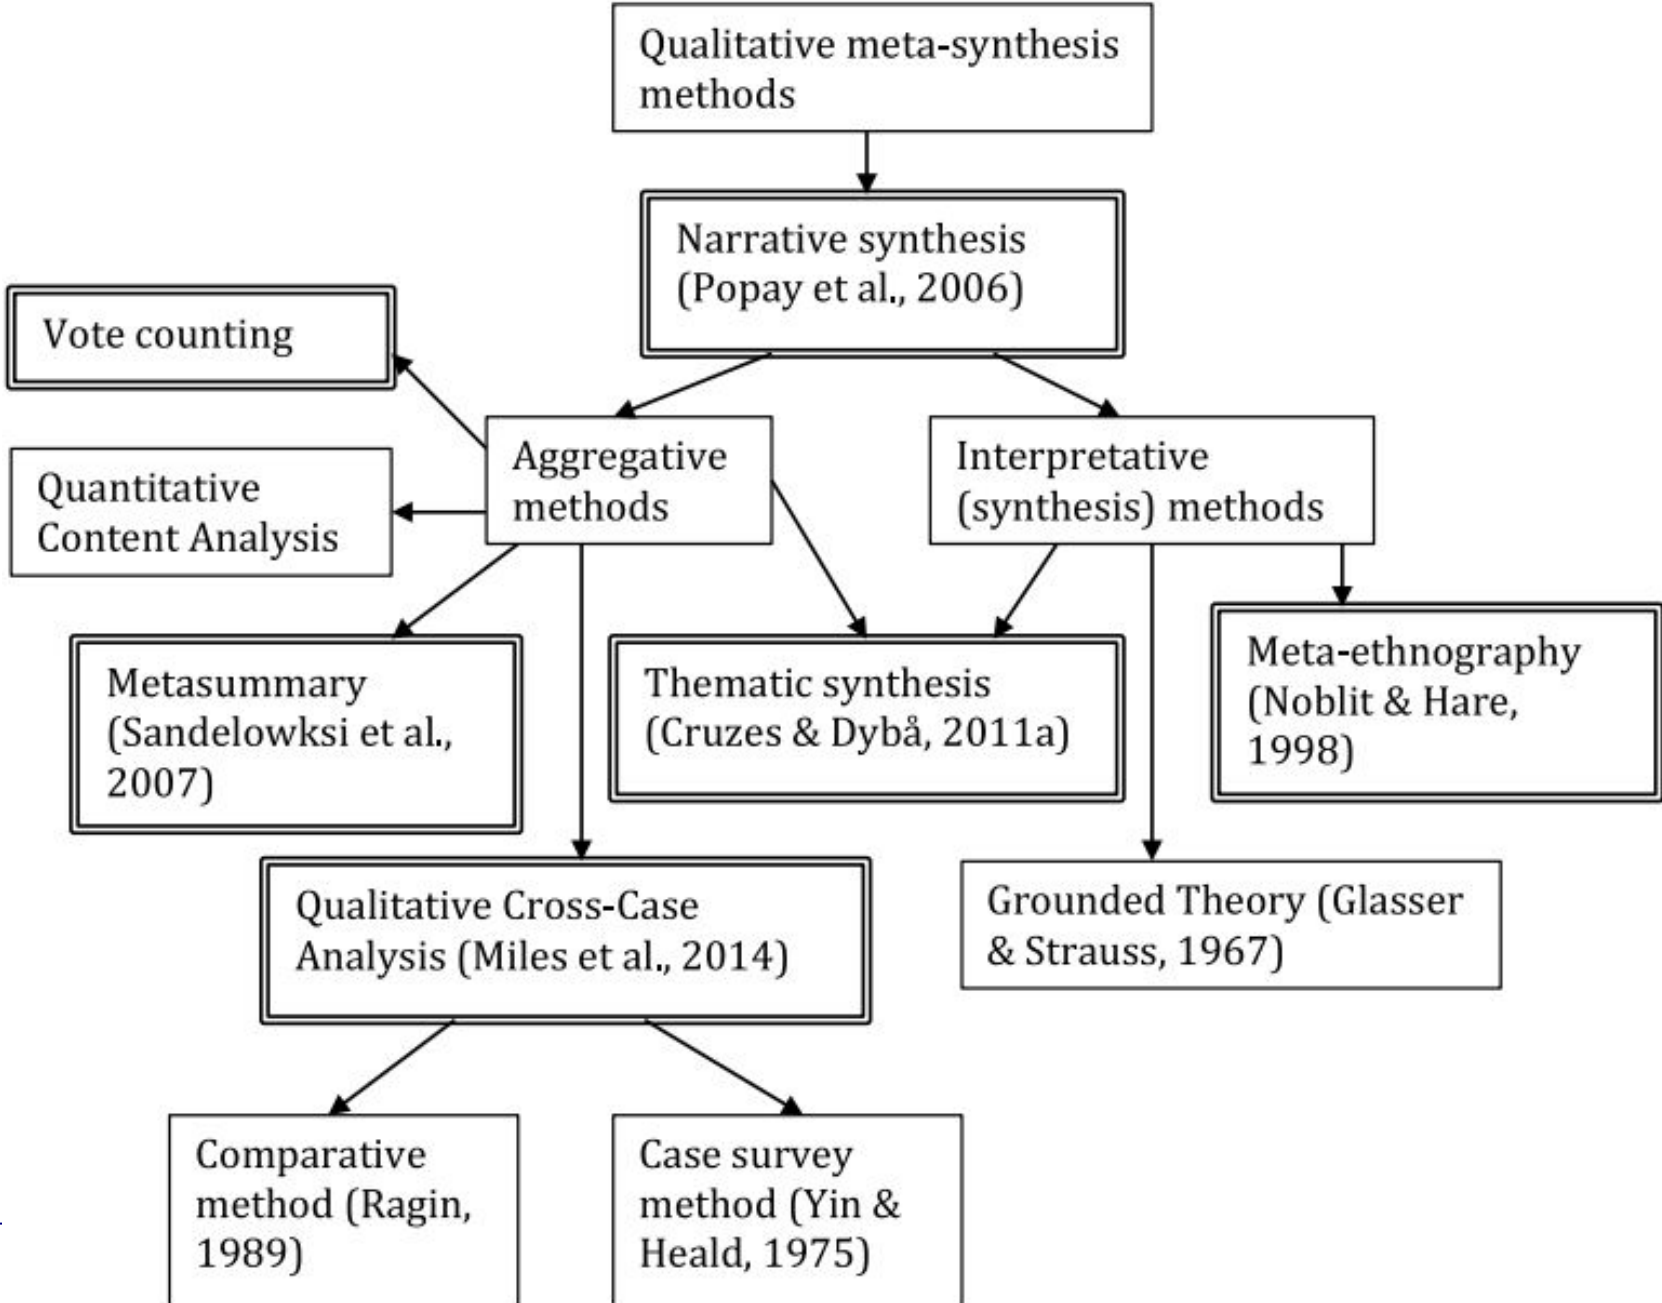 Qualitative meta-synthesis
methods
Narrative synthesis
(Popay et al., 2006)
Vote counting
Aggregative
methods
Interpretative
(synthesis) methods
Quantitative
Content Analysis
Metasummary
(Sandelowksi et al.,
2007)
Thematic synthesis
(Cruzes & Dybå, 2011a)
Meta-ethnography
(Noblit & Hare,
1998)
Qualitative Cross-Case
Analysis (Miles et al., 2014)
Grounded Theory (Glasser
& Strauss, 1967)
Comparative
method (Ragin,
1989)
Case survey
method (Yin &
Heald, 1975)